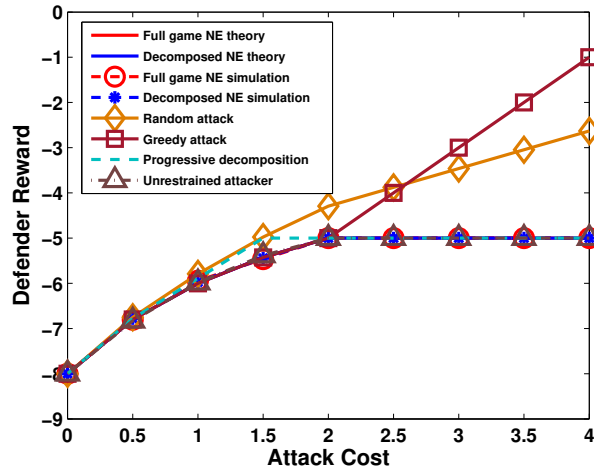 0
−1
−2
−3
−4
−5
−6
−7
−8
−9
Defender Reward
Full game NE theory
Decomposed NE theory
Full game NE simulation
Decomposed NE simulation
Random attack
Greedy attack
Progressive decomposition
Unrestrained attacker
0 0.5 1 1.5 2 2.5 3 3.5 4
Attack Cost